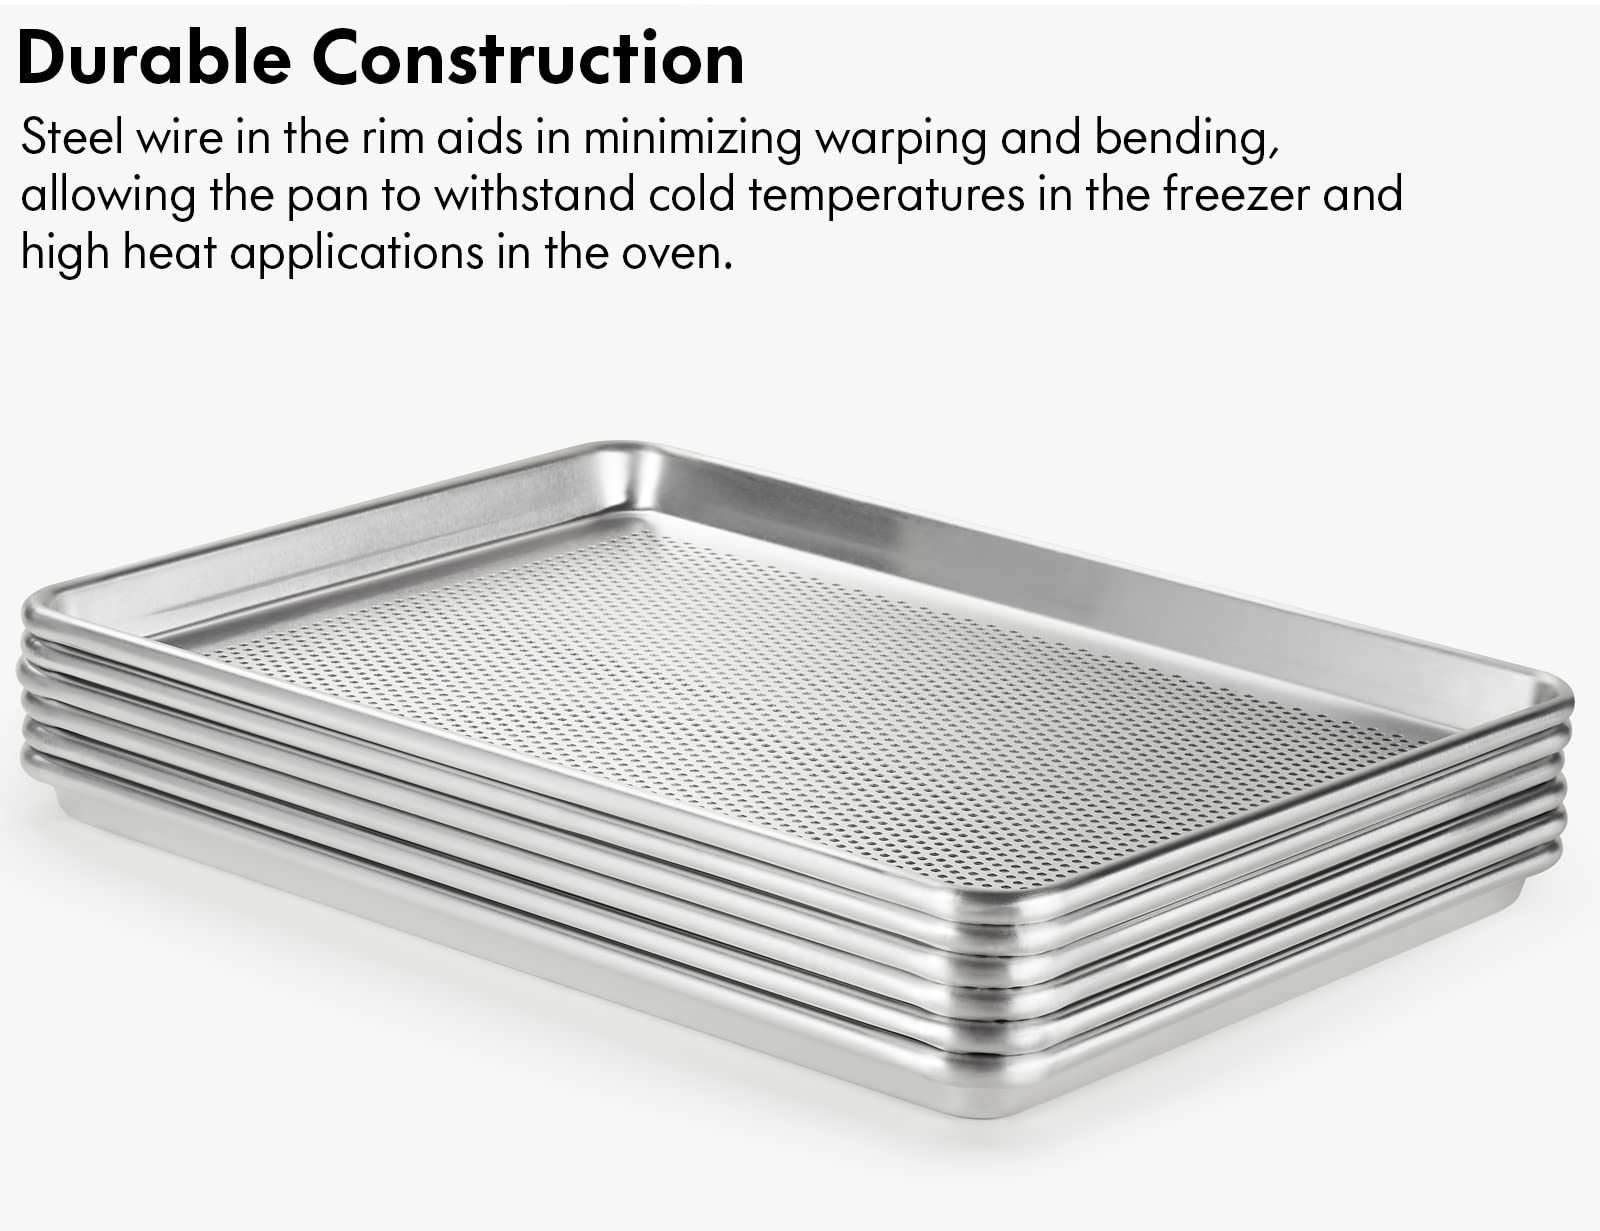 Durable Construction
Steel wire in the rim aids in minimizing warping and bending,
allowing the pan to withstand cold temperatures in the freezer and
high heat applications in the oven.